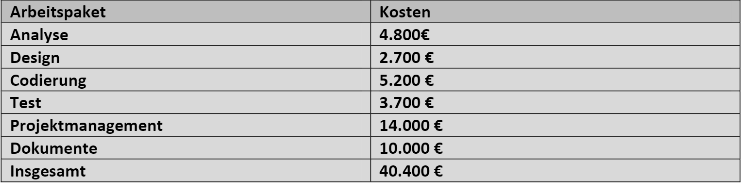 Arbeitspaket Kosten
Analyse 4.800€
Design 2.700 €
Codierung 5.200 €
Test 3.700 €
Projektmanagement 14.000 €
Dokumente 10.000 €
Insgesamt 40.400 €